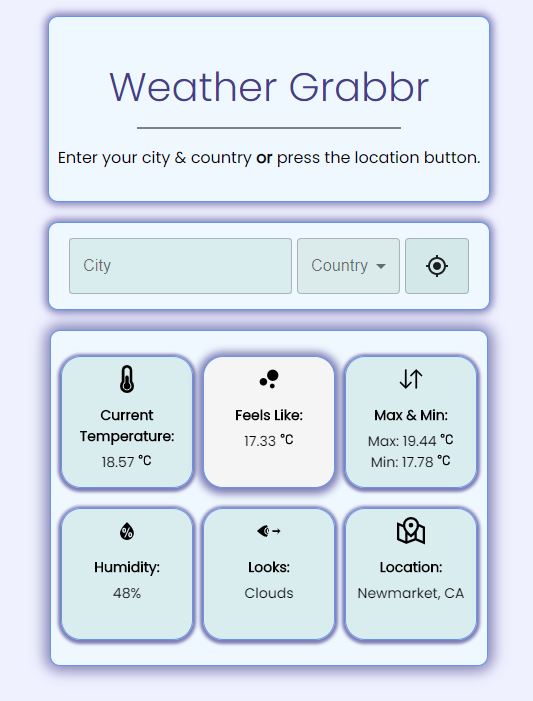 Weather Grabbr
Enter your city & country or press the location button.
City
Country
Current
Temperature:
18.57 °C
Feels Like:
17.33 °C
Max & Min:
Max: 19.44 °C
Min: 17.78 °C
Humidity:
48%
Looks:
Clouds
Location:
Newmarket, CA